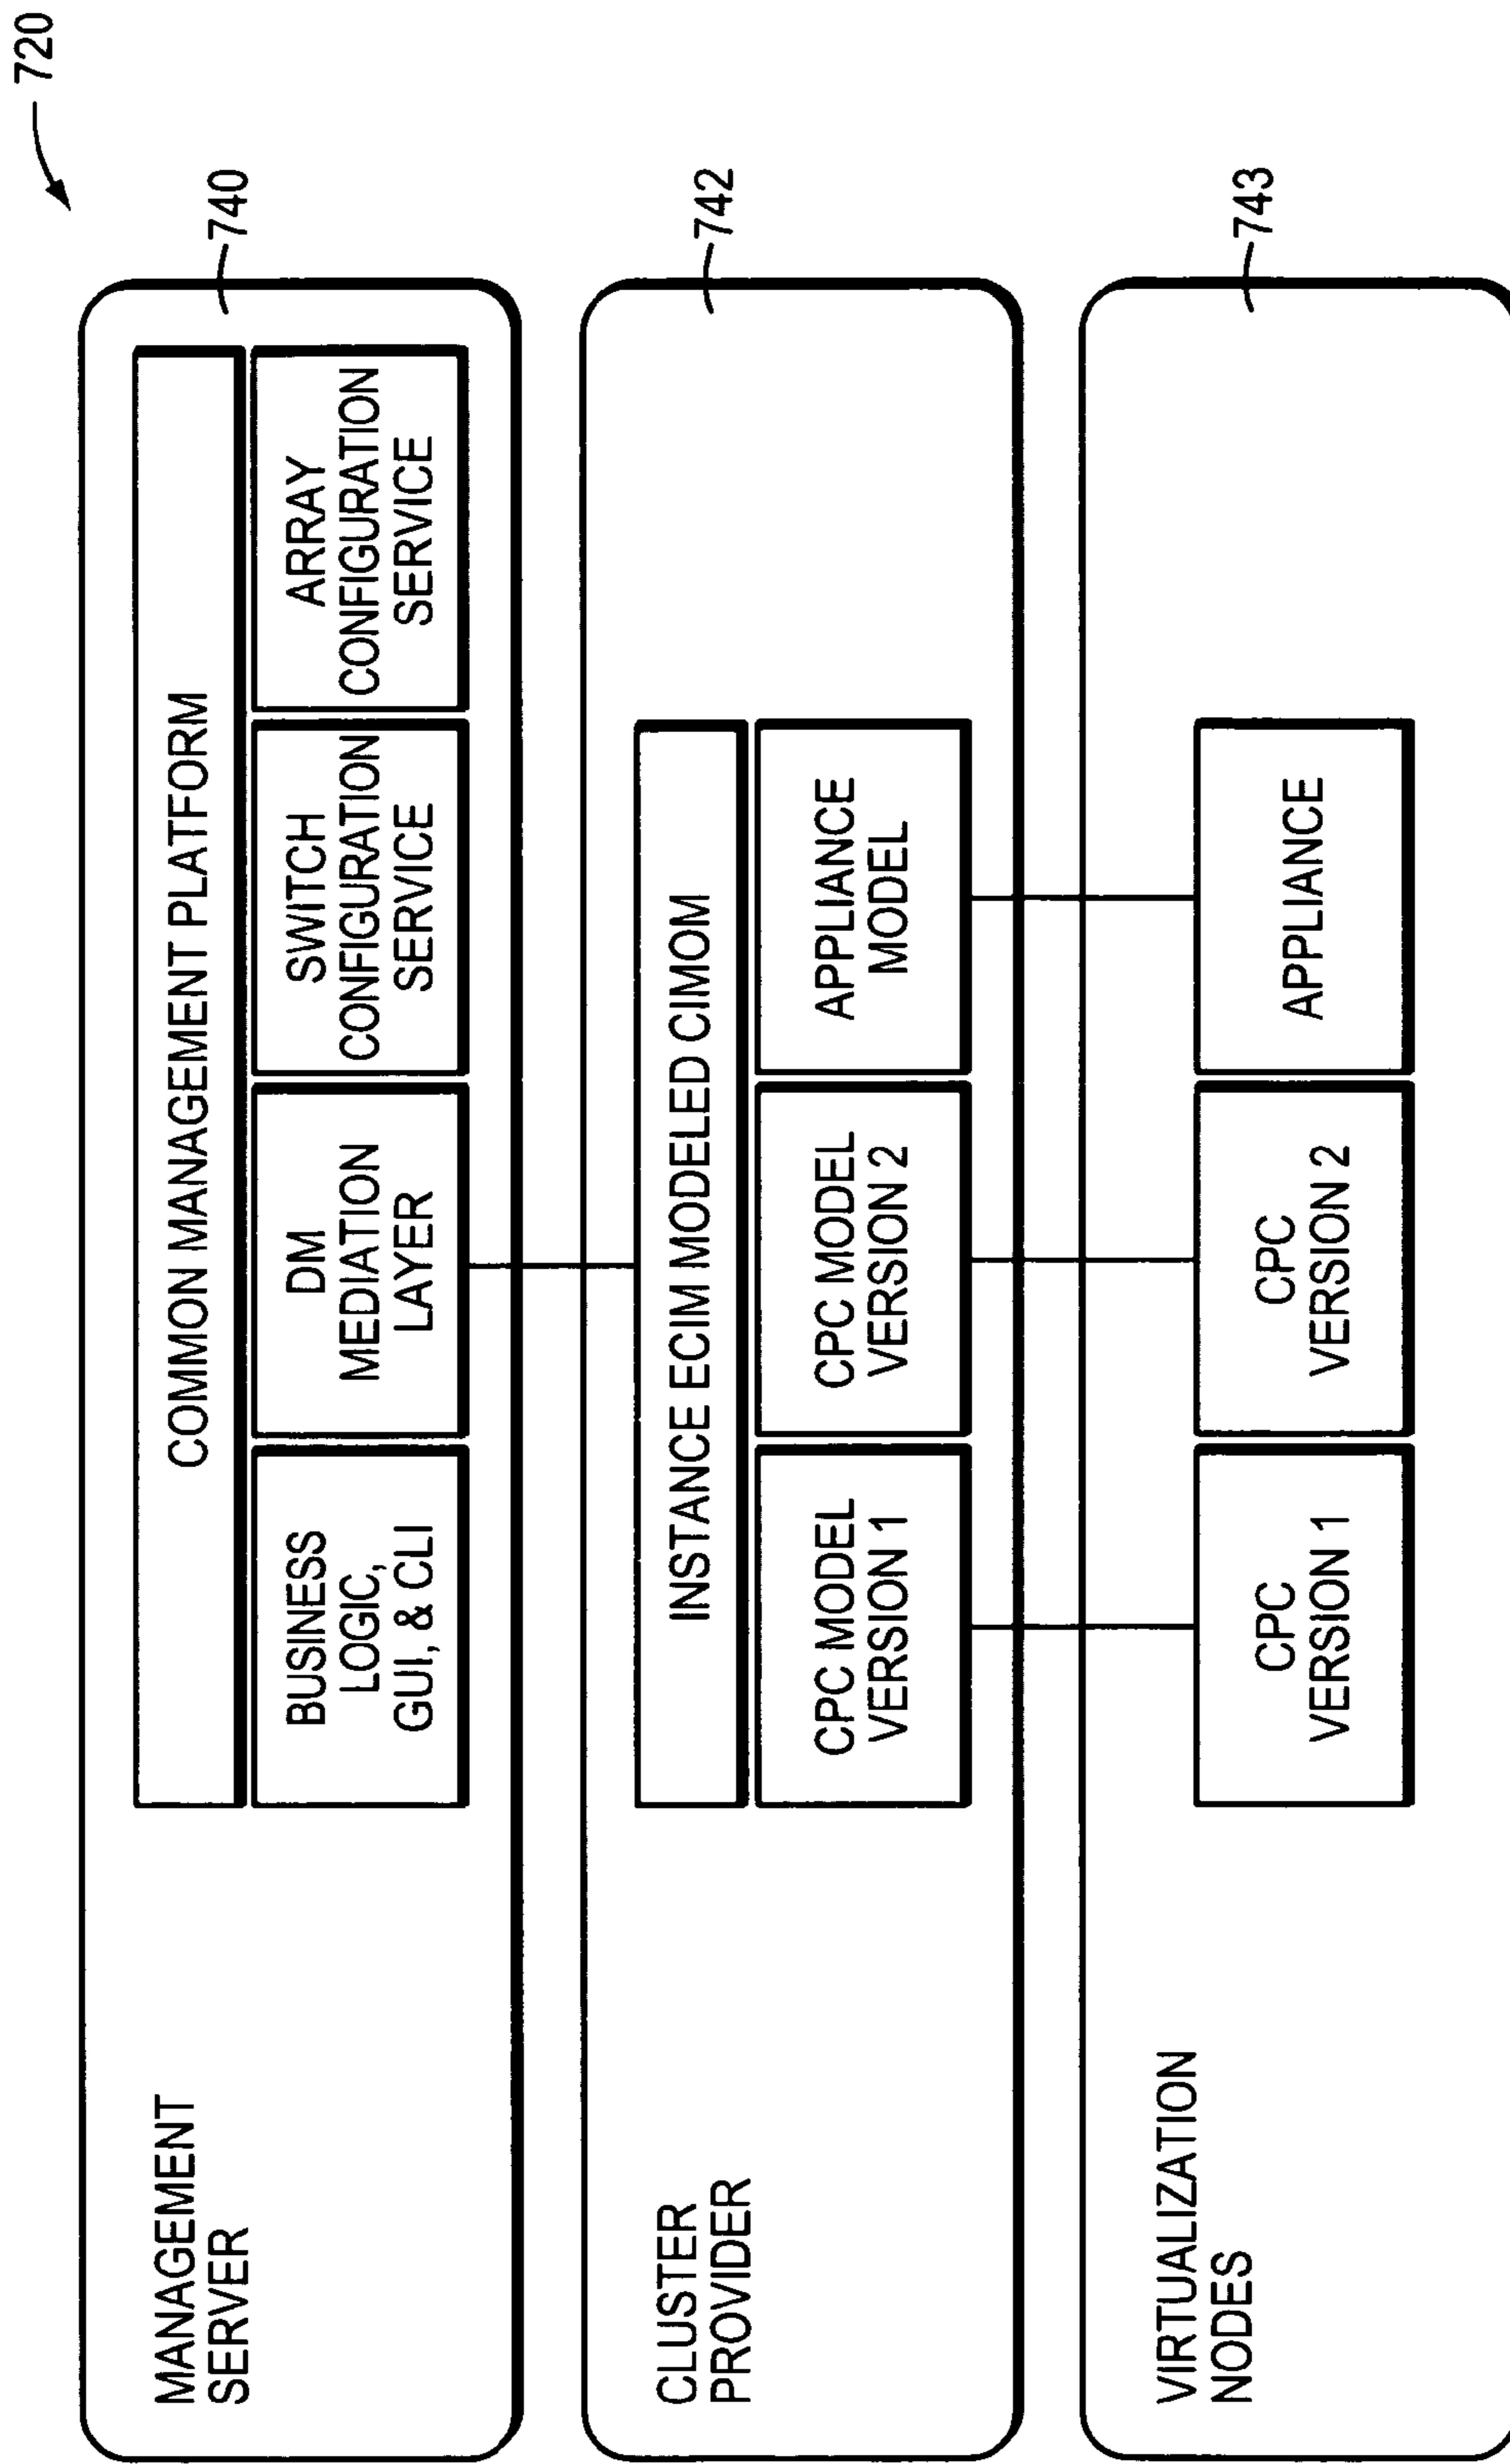 720
740
MANAGEMENT
SERVER
COMMON MANAGEMENT PLATFORM
BUSINESS
LOGIC,
GUI, & CLI
DM
MEDIATION
LAYER
SWITCH
CONFIGURATION
SERVICE
ARRAY
CONFIGURATION
SERVICE
742
CLUSTER
PROVIDER
INSTANCE ECIM MODELED CIMOM
CPC MODEL
VERSION 1
CPC MODEL
VERSION 2
APPLIANCE
MODEL
743
VIRTUALIZATION
NODES
CPC
VERSION 1
CPC
VERSION 2
APPLIANCE